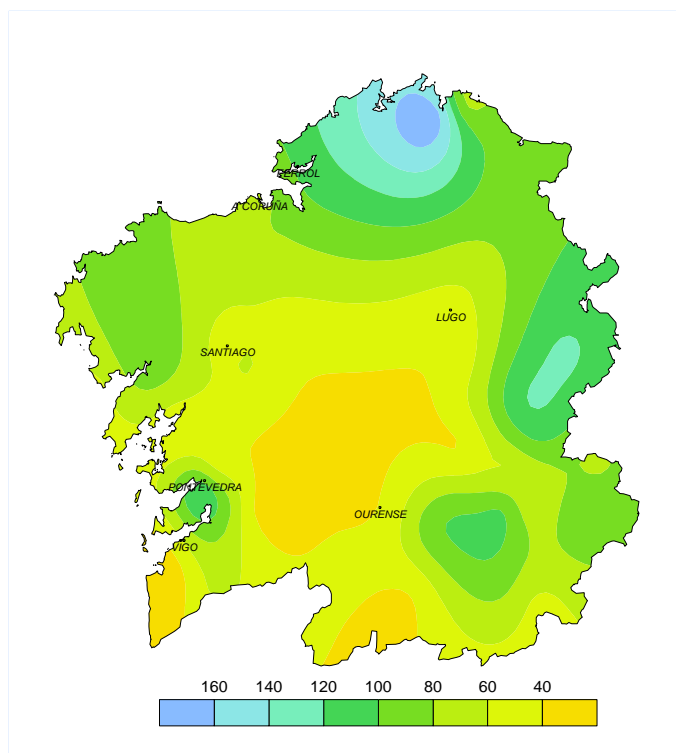 FERROL
A CORUÑA
LUGO
SANTIAGO
PONTEVEDRA
OURENSE
VIGO
160 140 120 100 80 60 40